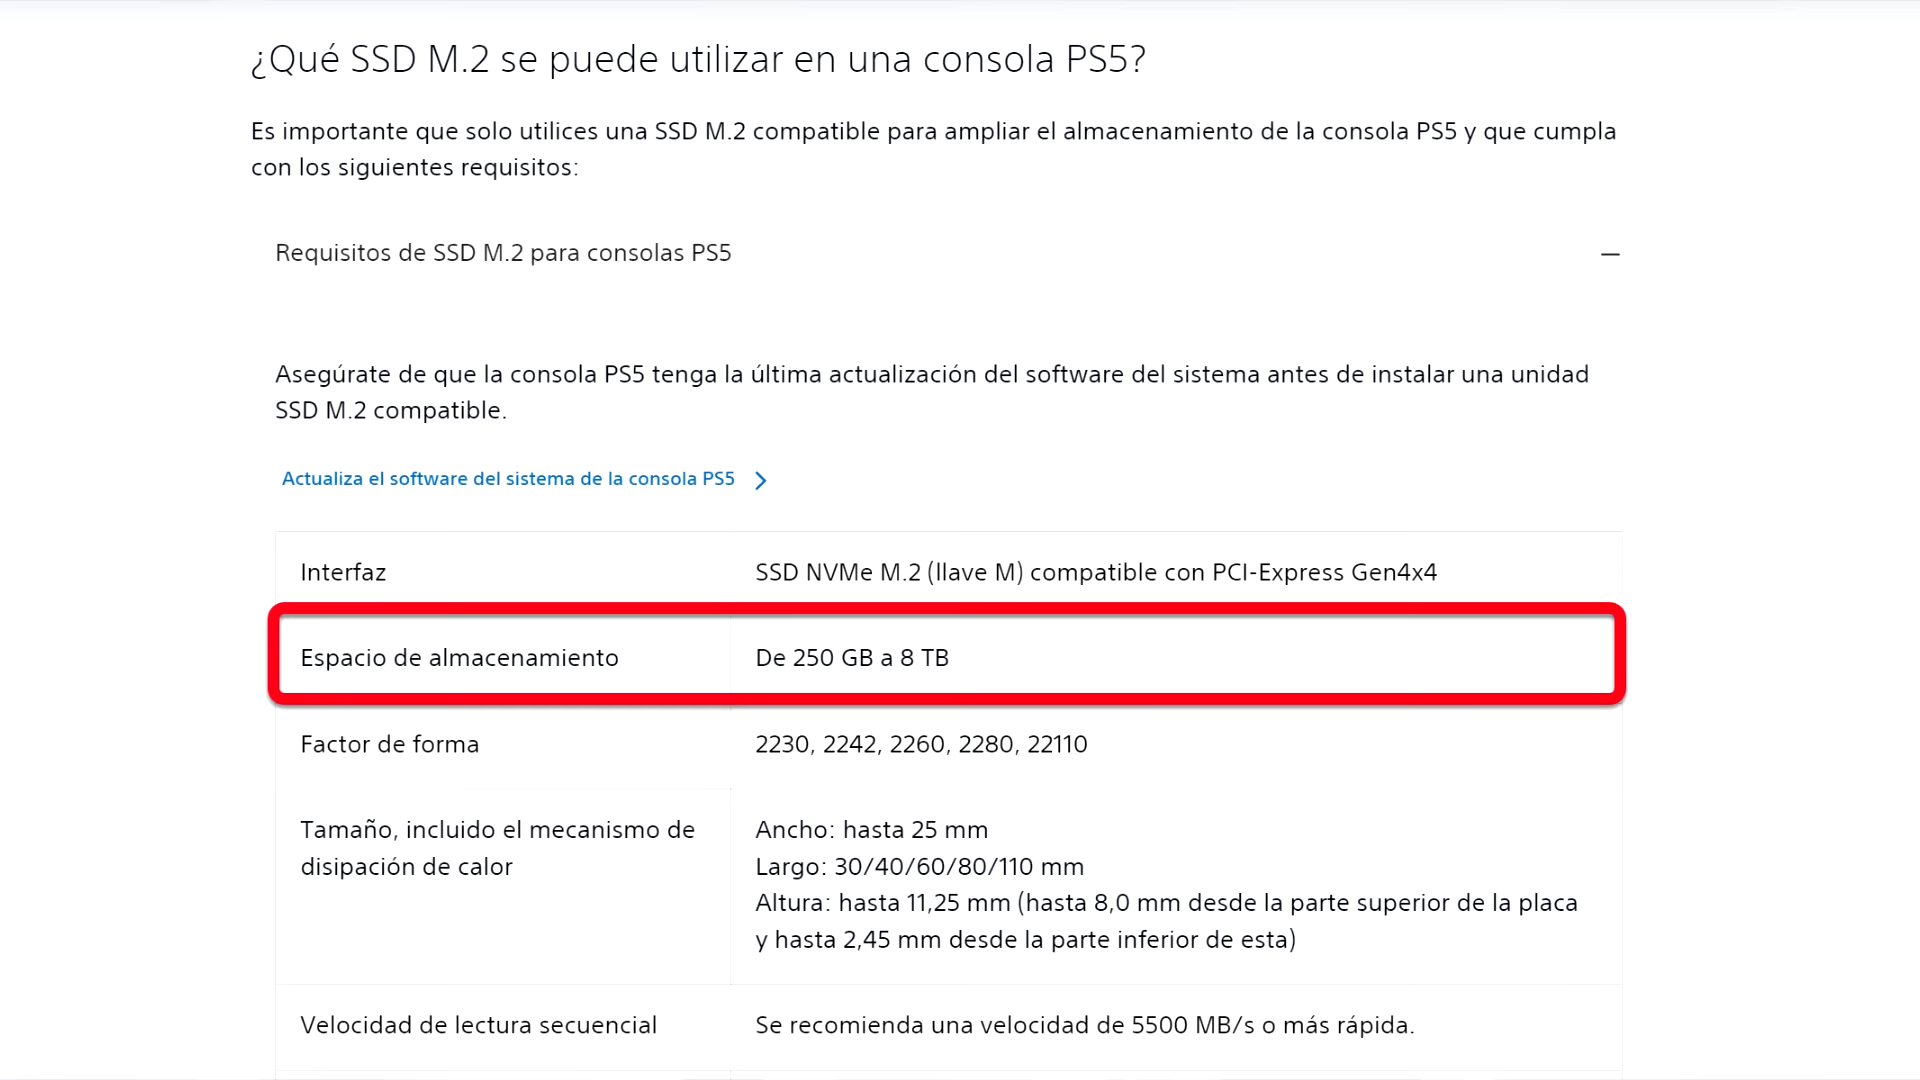 ¿Qué SSD M.2 se puede utilizar en una consola PS5?
Es importante que solo utilices una SSD M.2 compatible para ampliar el almacenamiento de la consola PS5 y que cumpla
con los siguientes requisitos:
Requisitos de SSD M.2 para consolas PS5
Asegúrate de que la consola PS5 tenga la última actualización del software del sistema antes de instalar una unidad
SSD M.2 compatible.
Actualiza el software del sistema de la consola PS5
Interfaz
SSD NVMe M.2 (llave M) compatible con PCI-Express Gen4x4
Espacio de almacenamiento
De 250 GB a 8 TB
Factor de forma
2230, 2242, 2260, 2280, 22110
Tamaño, incluido el mecanismo de
disipación de calor
Ancho: hasta 25 mm
Largo: 30/40/60/80/110 mm
Altura: hasta 11,25 mm (hasta 8,0 mm desde la parte superior de la placa
y hasta 2,45 mm desde la parte inferior de esta)
Velocidad de lectura secuencial
Se recomienda una velocidad de 5500 MB/s o más rápida.